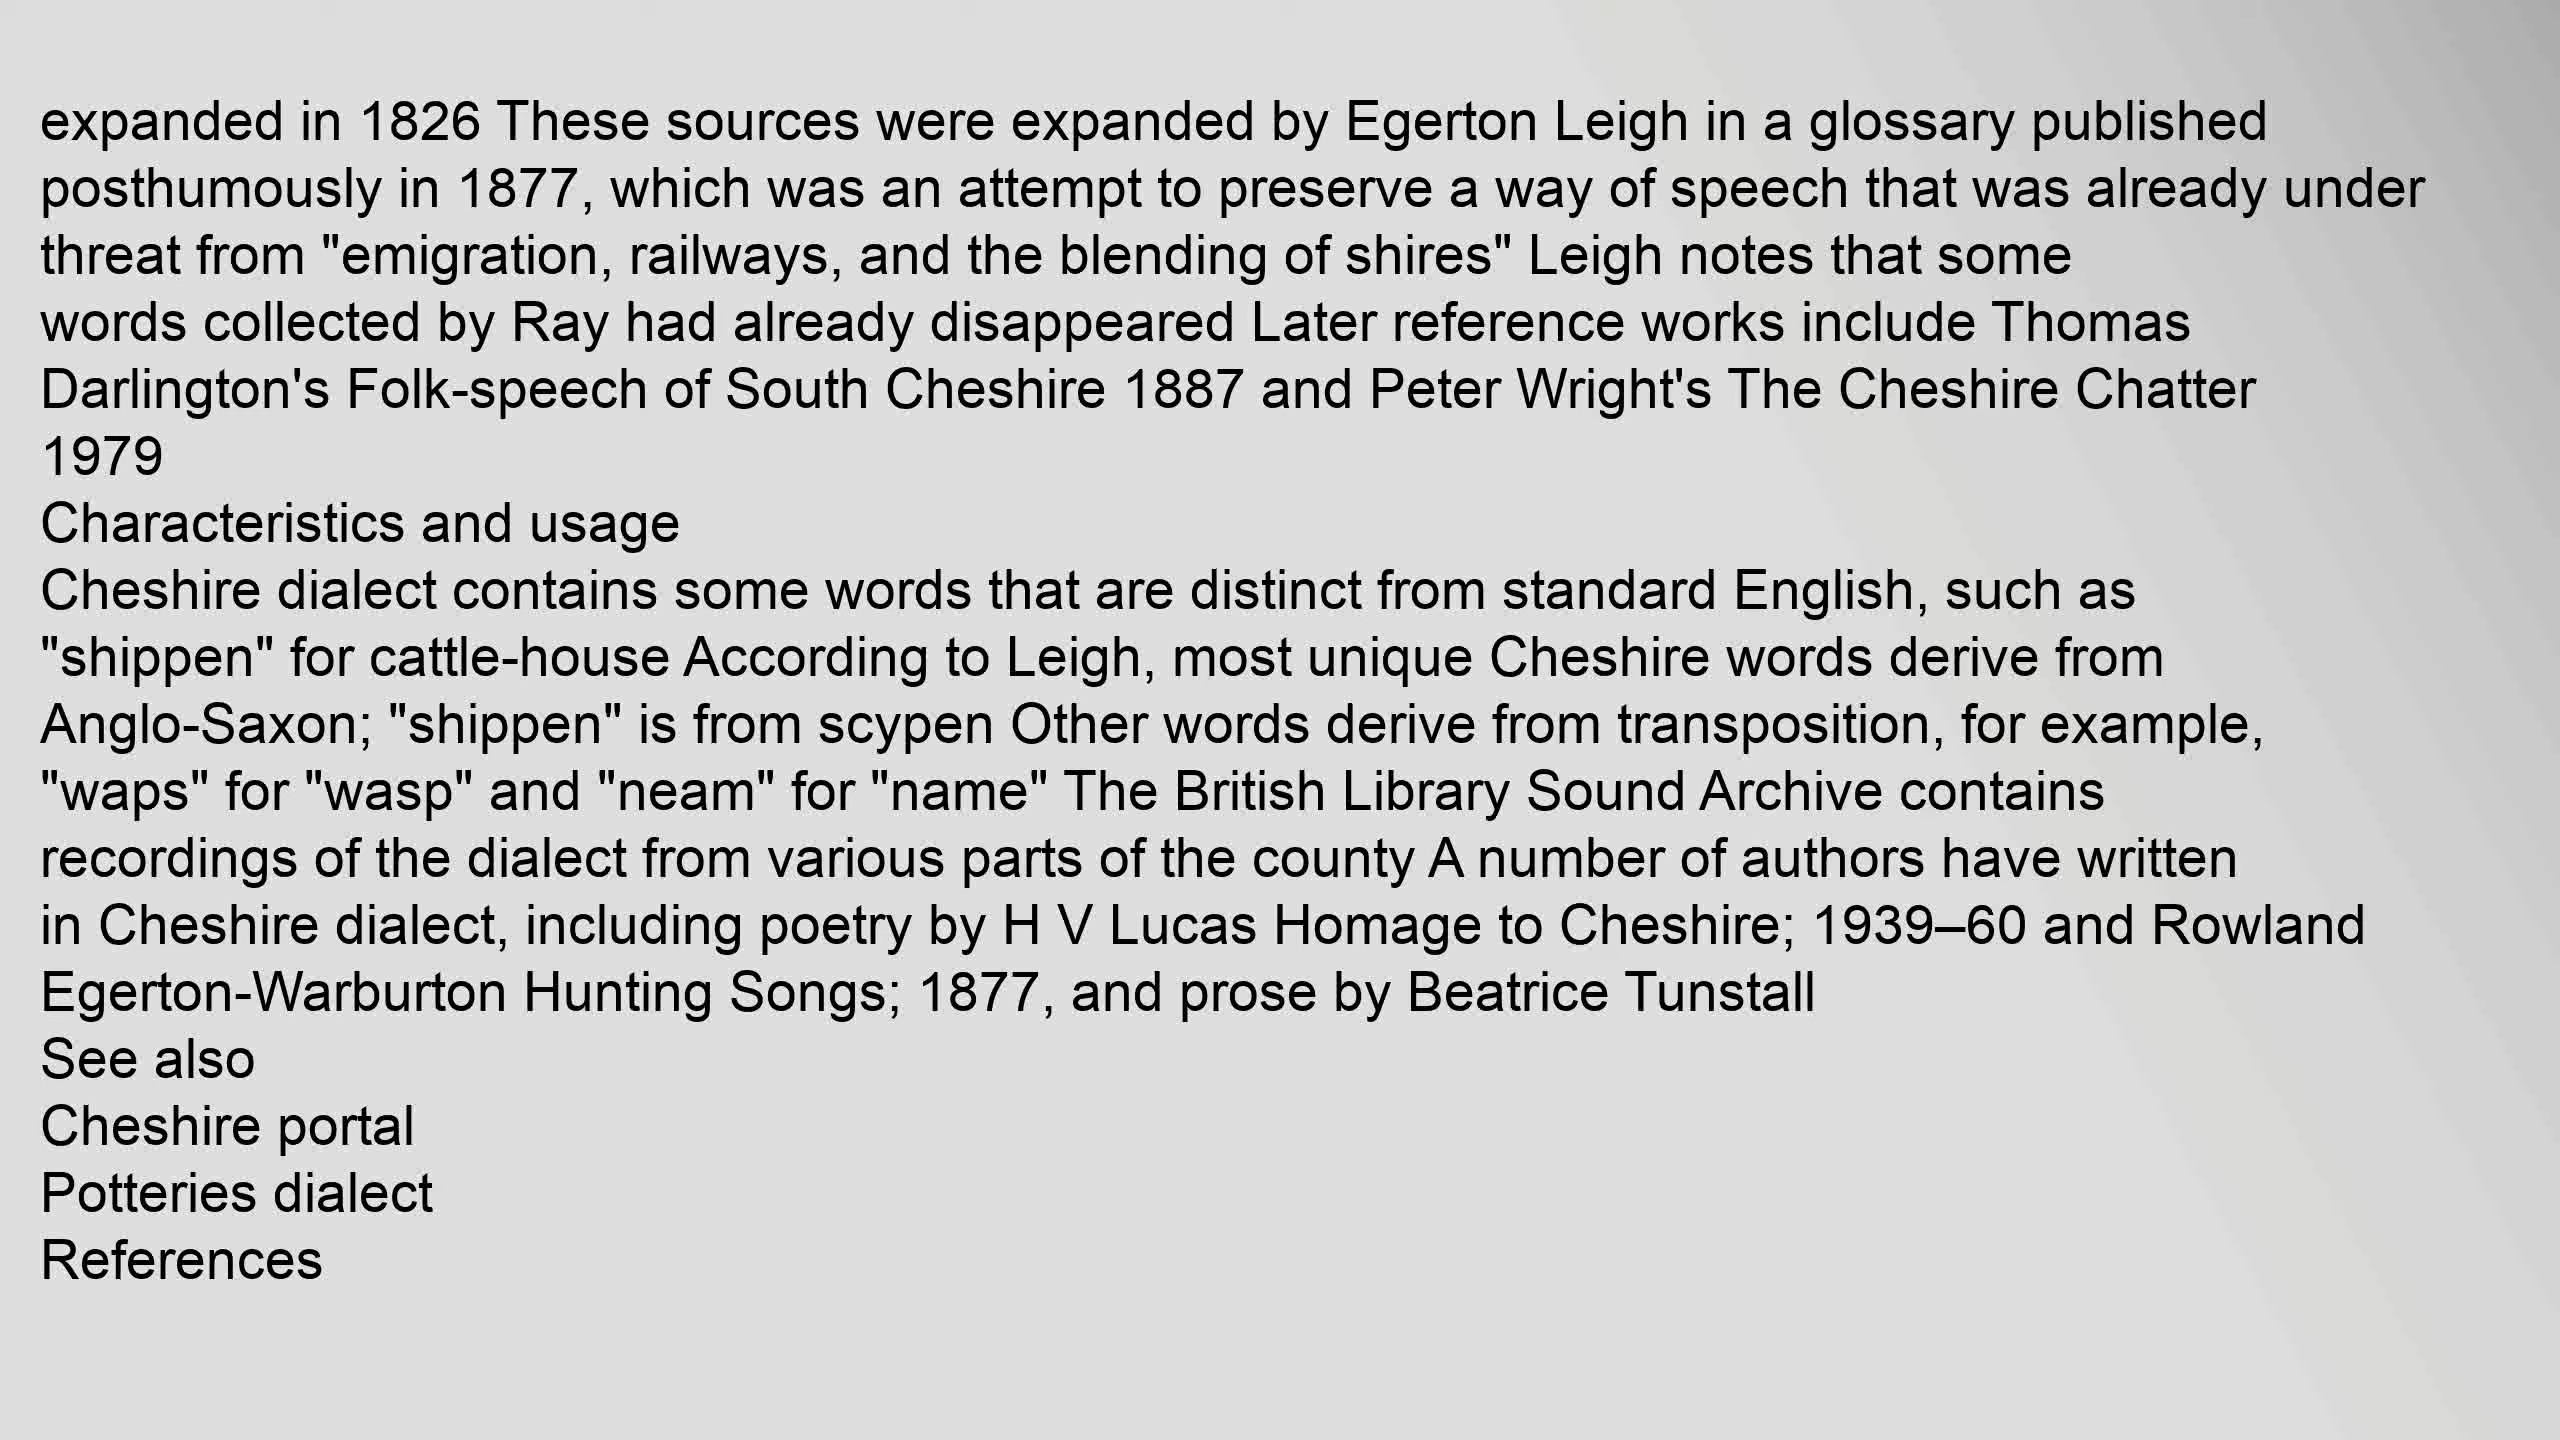 expanded in 1826 These sources were expanded by Egerton Leigh in a glossary published
posthumously in 1877, which was an attempt to preserve a way of speech that was already under
threat from "emigration, railways, and the blending of shires" Leigh notes that some
words collected by Ray had already disappeared Later reference works include Thomas
Darlington's Folk-speech of South Cheshire 1887 and Peter Wright's The Cheshire Chatter
1979
Characteristics and usage
Cheshire dialect contains some words that are distinct from standard English, such as
"shippen" for cattle-house According to Leigh, most unique Cheshire words derive from
Anglo-Saxon; "shippen" is from scypen Other words derive from transposition, for example,
"waps" for "wasp" and "neam" for "name" The British Library Sound Archive contains
recordings of the dialect from various parts of the county A number of authors have written
in Cheshire dialect, including poetry by H V Lucas Homage to Cheshire; 1939–60 and Rowland
Egerton-Warburton Hunting Songs; 1877, and prose by Beatrice Tunstall
See also
Cheshire portal
Potteries dialect
References